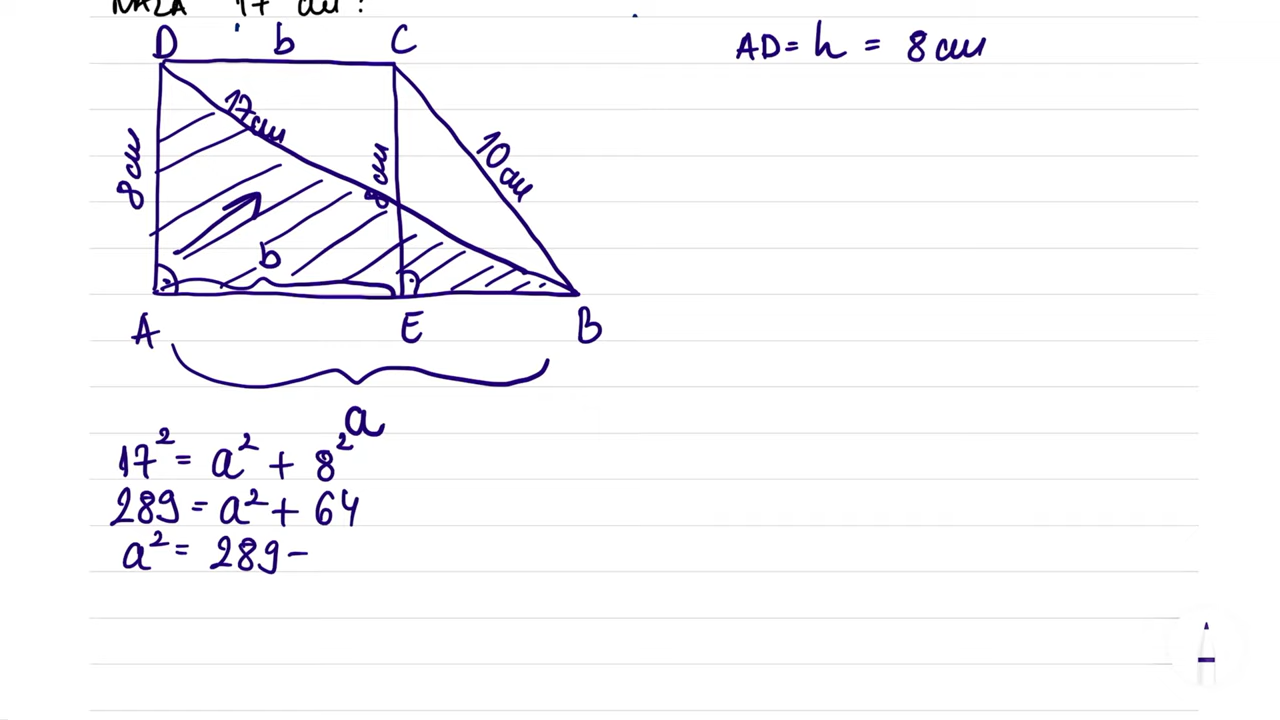 17 cm
D b C
AD = h = 8 cm
17cm
8 cm
8 cm
10 cm
b
A E B
a
17² = a² + 8²
289 = a² + 64
a² = 289 -